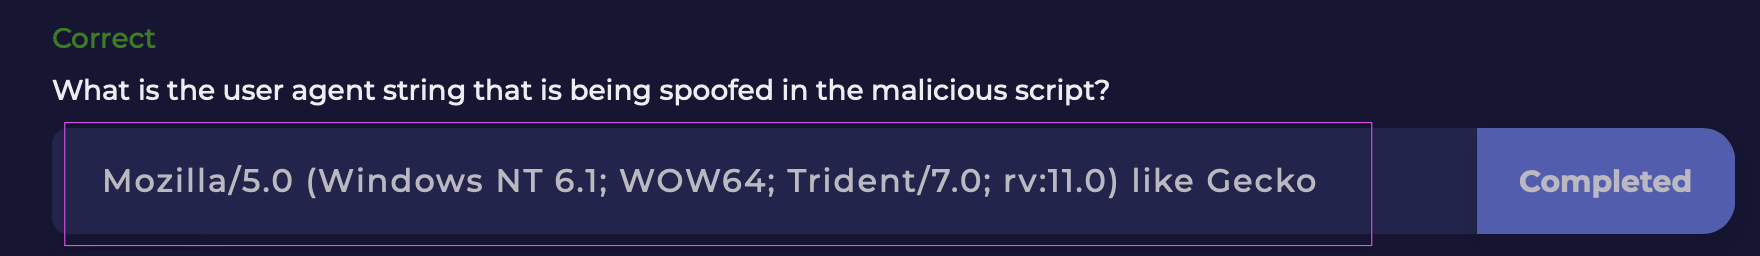 Correct
What is the user agent string that is being spoofed in the malicious script?
Mozilla/5.0 (Windows NT 6.1; WOW64; Trident/7.0; rv:11.0) like Gecko
Completed